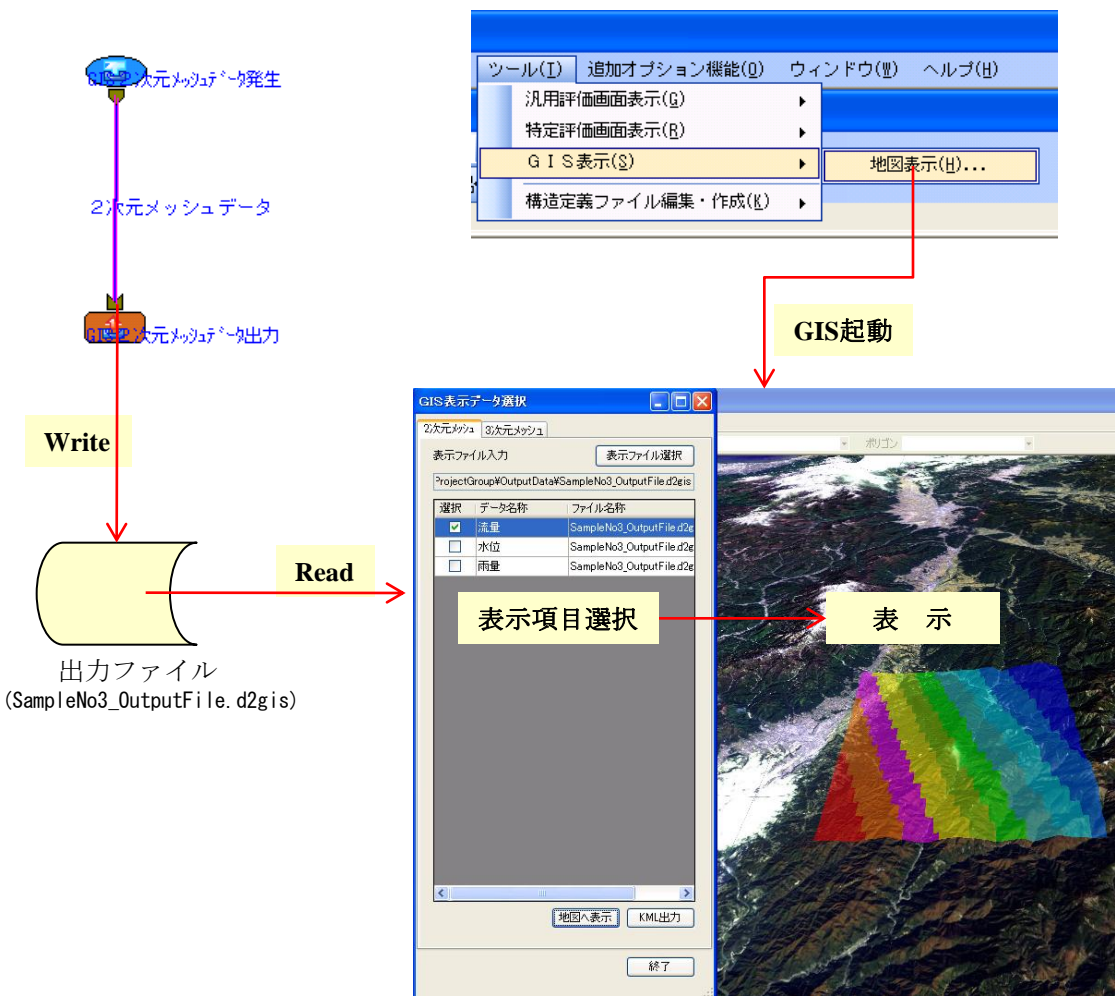 GIS 2次元メッシュデータ発生
2次元メッシュデータ
GIS 2次元メッシュデータ出力
Write
出力ファイル
(SampleNo3_OutputFile.d2gis)
Read
ツール(T) 追加オプション機能(O) ウィンドウ(W) ヘルプ(H)
汎用評価画面表示(G)
特定評価画面表示(R)
GIS表示(S)
地図表示(H)...
構造定義ファイル編集・作成(K)
GIS起動
GIS表示データ選択
2次元メッシュ 3次元メッシュ
表示ファイル入力 表示ファイル選択
ProjectGroup¥OutputData¥SampleNo3_OutputFile.d2gis
選択 データ名称 ファイル名称
流量 SampleNo3_OutputFile.d2g
水位 SampleNo3_OutputFile.d2g
雨量 SampleNo3_OutputFile.d2g
表示項目選択
表 示
地図へ表示 KML出力
終了
ポリゴン